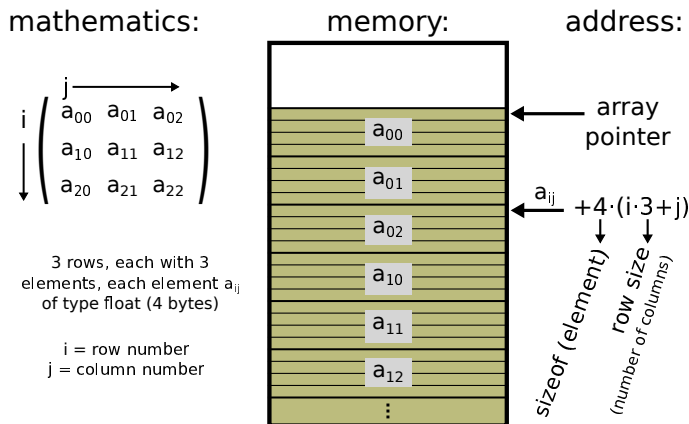 mathematics:
memory:
address:
j
i
a00 a01 a02
a10 a11 a12
a20 a21 a22
3 rows, each with 3
elements, each element aij
of type float (4 bytes)
i = row number
j = column number
a00
a01
a02
a10
a11
a12
⋮
array
pointer
aij
+4·(i·3+j)
sizeof (element)
row size
(number of columns)